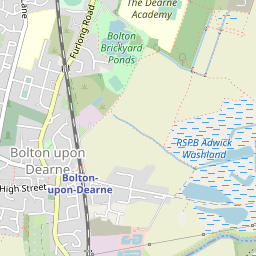 The Dearne
Academy
Lane
Furlong Road
Bolton
Brickyard
Ponds
RSPB Adwick
Washland
Bolton upon
Dearne
Bolton-
upon-Dearne
High Street